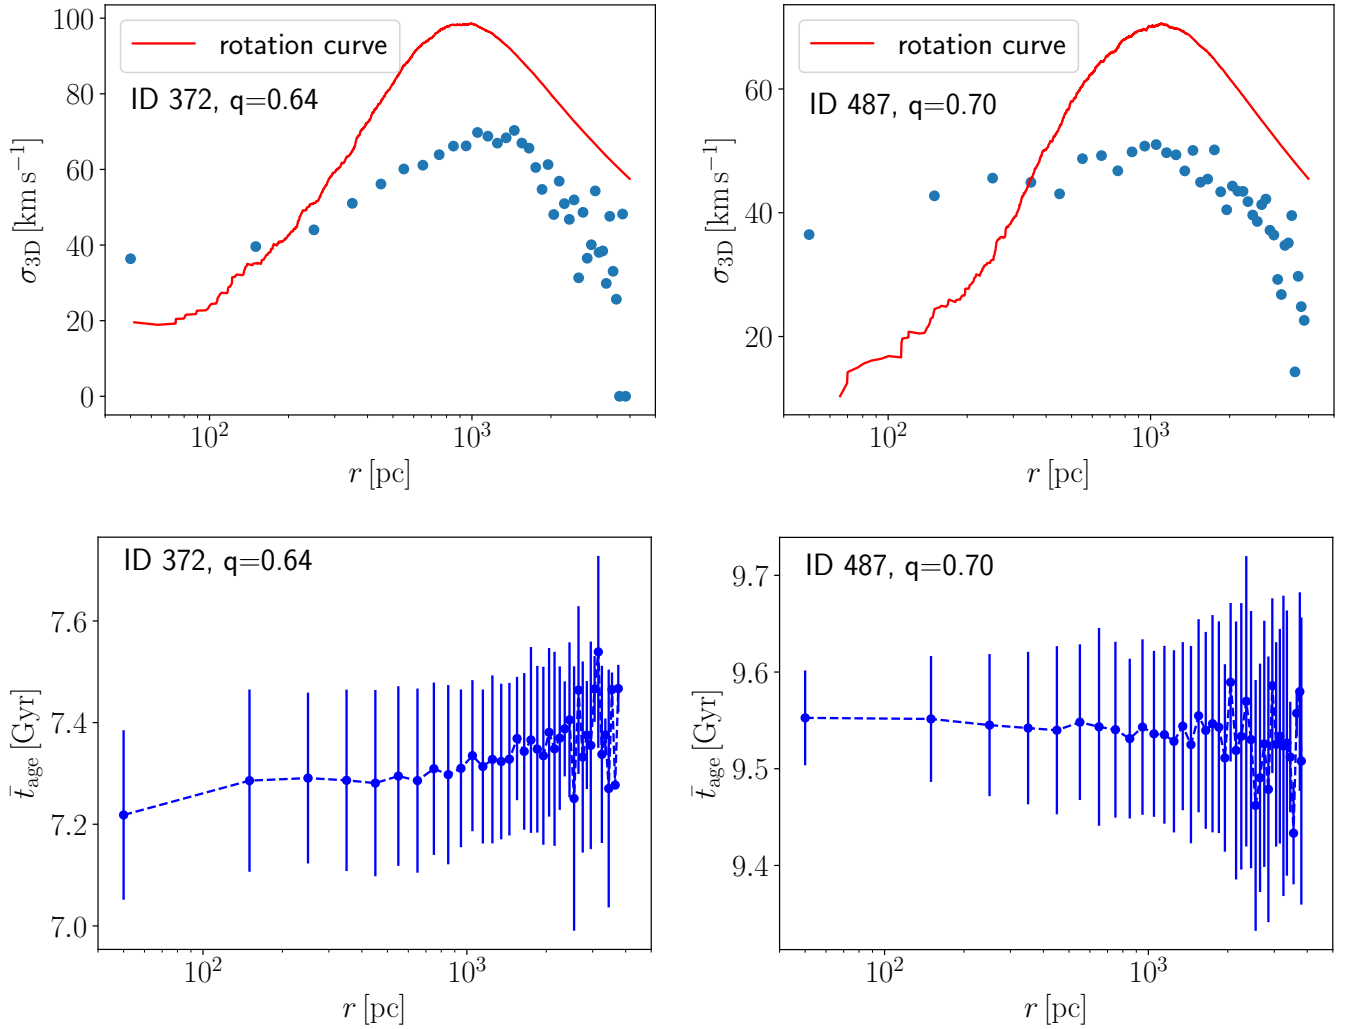 100
80
60
40
20
0
σ3D [km s⁻¹]
rotation curve
ID 372, q=0.64
10²
10³
r [pc]
60
40
20
σ3D [km s⁻¹]
rotation curve
ID 487, q=0.70
10²
10³
r [pc]
7.6
7.4
7.2
7.0
t̄age [Gyr]
ID 372, q=0.64
10²
10³
r [pc]
9.7
9.6
9.5
9.4
t̄age [Gyr]
ID 487, q=0.70
10²
10³
r [pc]